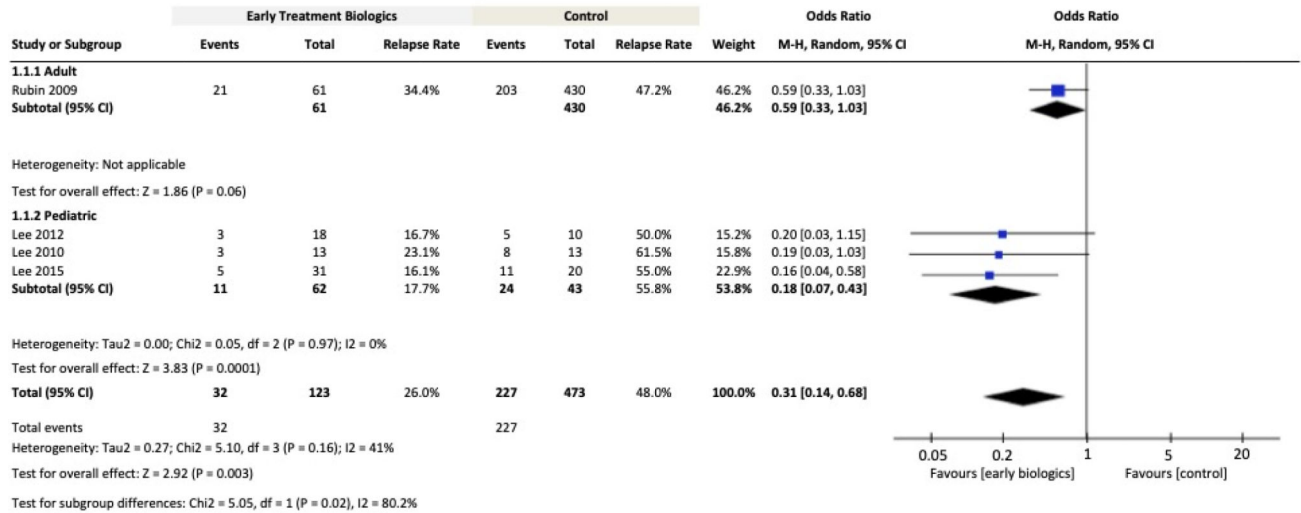 Early Treatment Biologics Control Odds Ratio Odds Ratio
Study or Subgroup Events Total Relapse Rate Events Total Relapse Rate Weight M-H, Random, 95% CI M-H, Random, 95% CI
1.1.1 Adult
Rubin 2009 21 61 34.4% 203 430 47.2% 46.2% 0.59 [0.33, 1.03]
Subtotal (95% CI) 61 430 46.2% 0.59 [0.33, 1.03]
Heterogeneity: Not applicable
Test for overall effect: Z = 1.86 (P = 0.06)
1.1.2 Pediatric
Lee 2012 3 18 16.7% 5 10 50.0% 15.2% 0.20 [0.03, 1.15]
Lee 2010 3 13 23.1% 8 13 61.5% 15.8% 0.19 [0.03, 1.03]
Lee 2015 5 31 16.1% 11 20 55.0% 22.9% 0.16 [0.04, 0.58]
Subtotal (95% CI) 11 62 17.7% 24 43 55.8% 53.8% 0.18 [0.07, 0.43]
Heterogeneity: Tau2 = 0.00; Chi2 = 0.05, df = 2 (P = 0.97); I2 = 0%
Test for overall effect: Z = 3.83 (P = 0.0001)
Total (95% CI) 32 123 26.0% 227 473 48.0% 100.0% 0.31 [0.14, 0.68]
Total events 32 227
Heterogeneity: Tau2 = 0.27; Chi2 = 5.10, df = 3 (P = 0.16); I2 = 41%
Test for overall effect: Z = 2.92 (P = 0.003)
Test for subgroup differences: Chi2 = 5.05, df = 1 (P = 0.02), I2 = 80.2%
0.05 0.2 1 5 20
Favours [early biologics] Favours [control]